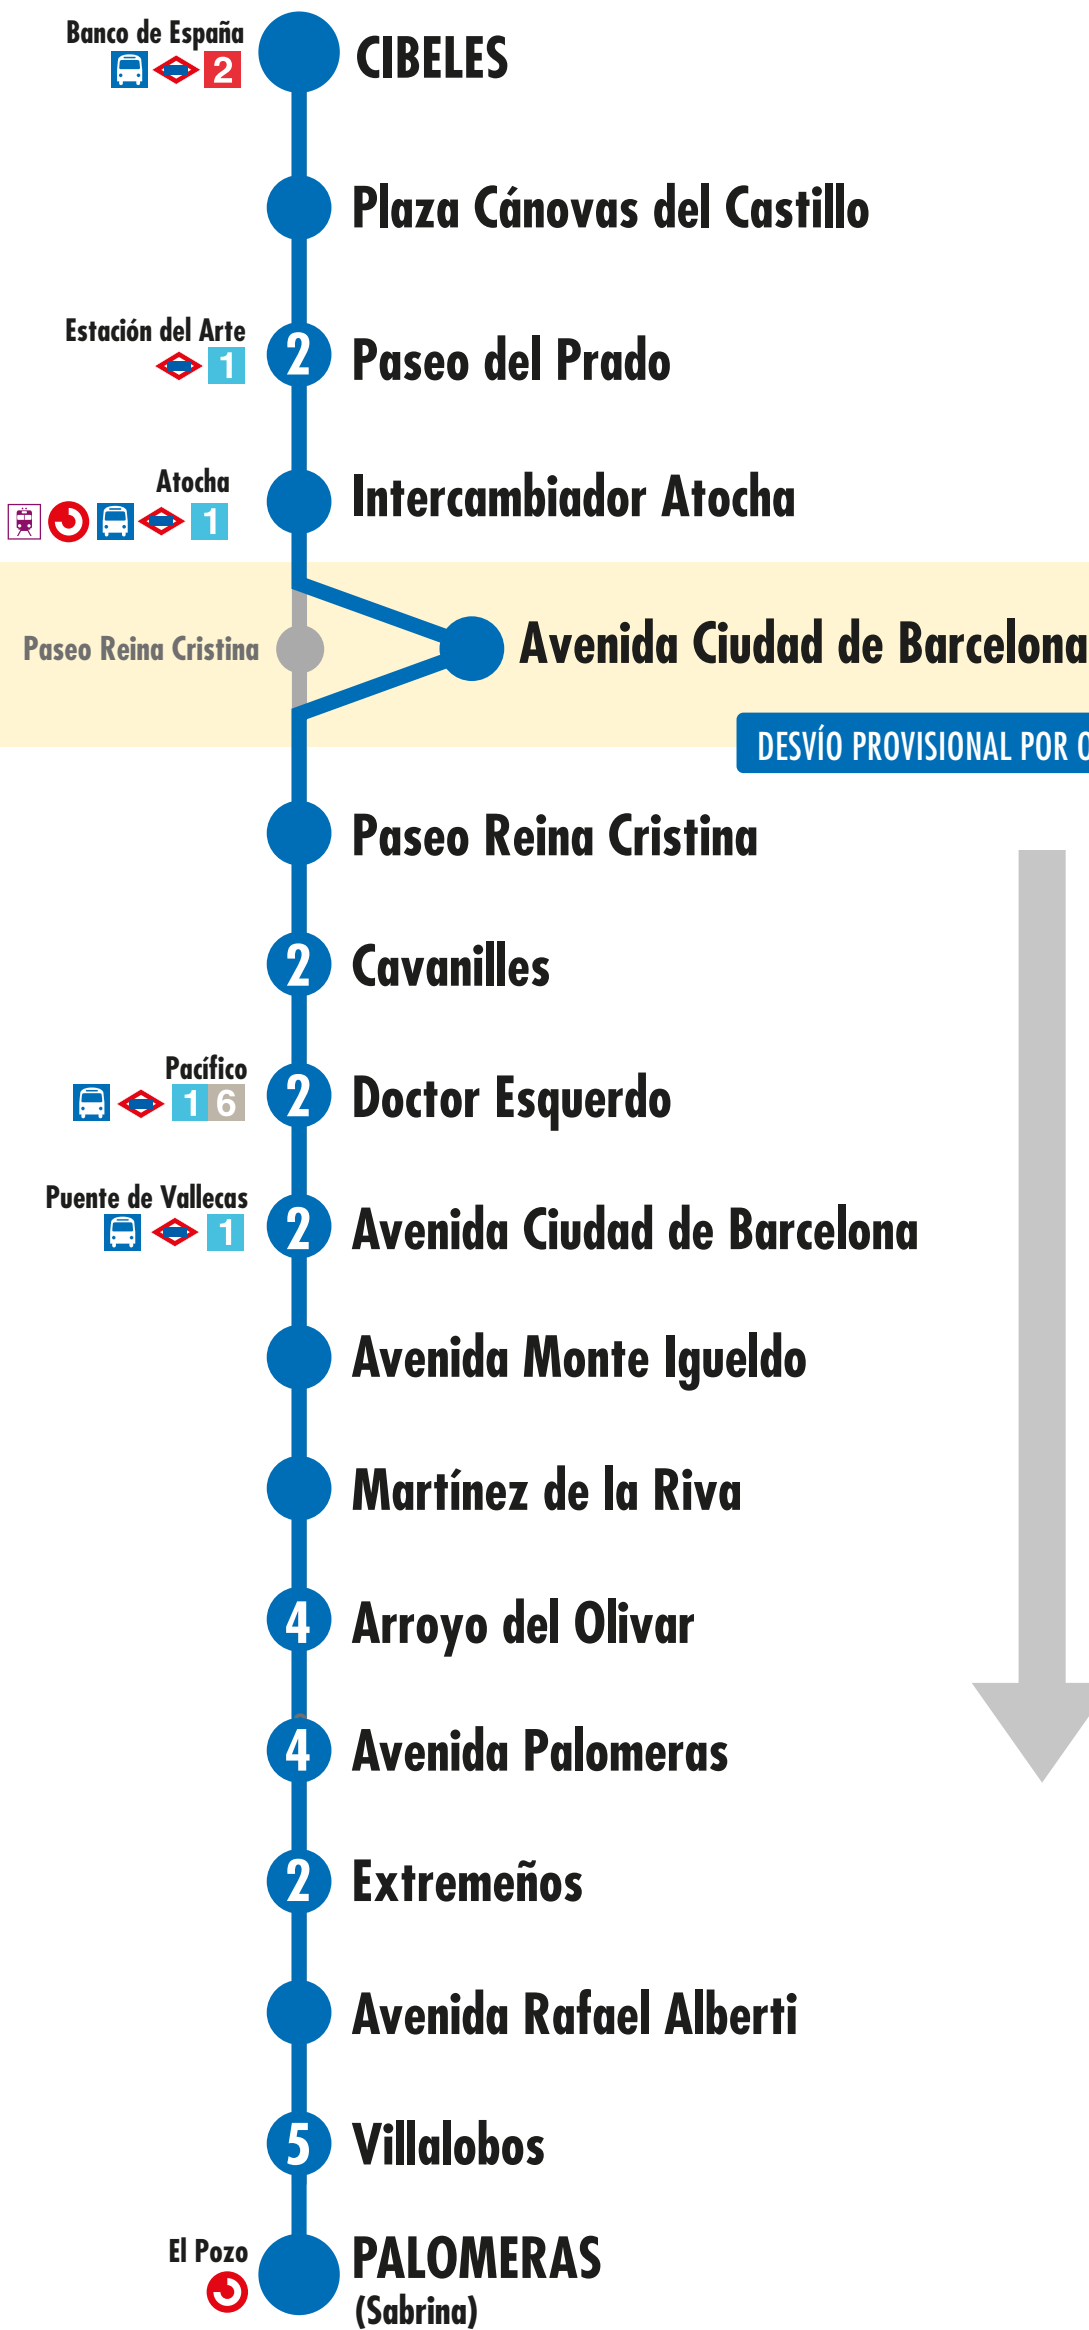 Banco de España
2
CIBELES
Plaza Cánovas del Castillo
Estación del Arte
1
2
Paseo del Prado
Atocha
1
Intercambiador Atocha
Paseo Reina Cristina
Avenida Ciudad de Barcelona
DESVÍO PROVISIONAL POR O
Paseo Reina Cristina
2
Cavanilles
Pacífico
1 6
2
Doctor Esquerdo
Puente de Vallecas
1
2
Avenida Ciudad de Barcelona
Avenida Monte Igueldo
Martínez de la Riva
4
Arroyo del Olivar
4
Avenida Palomeras
2
Extremeños
Avenida Rafael Alberti
5
Villalobos
El Pozo
PALOMERAS
(Sabrina)